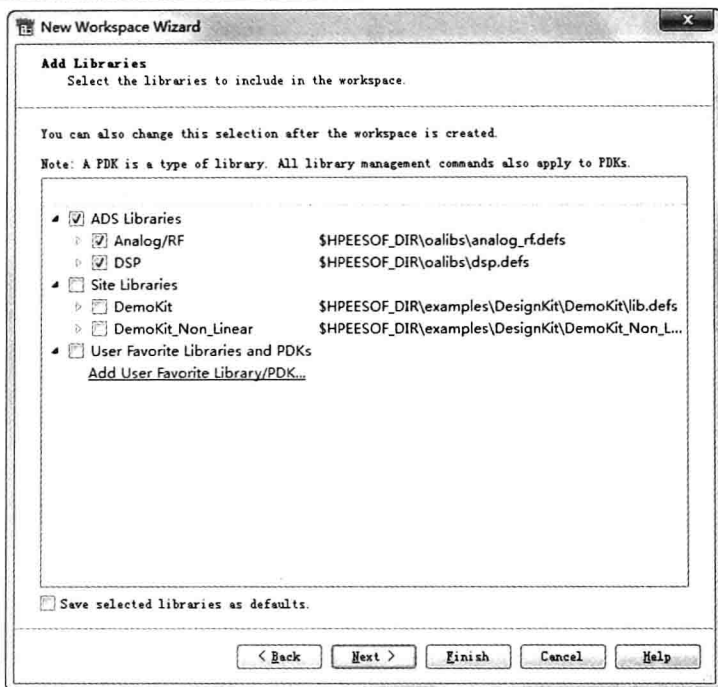 New Workspace Wizard
Add Libraries
Select the libraries to include in the workspace.
You can also change this selection after the workspace is created.
Note: A PDK is a type of library. All library management commands also apply to PDKs.
ADS Libraries
Analog/RF $HPEESOF_DIR\oalibs\analog_rf.defs
DSP $HPEESOF_DIR\oalibs\dsp.defs
Site Libraries
DemoKit $HPEESOF_DIR\examples\DesignKit\DemoKit\lib.defs
DemoKit_Non_Linear $HPEESOF_DIR\examples\DesignKit\DemoKit_Non_L...
User Favorite Libraries and PDKs
Add User Favorite Library/PDK...
Save selected libraries as defaults.
< Back Next > Finish Cancel Help